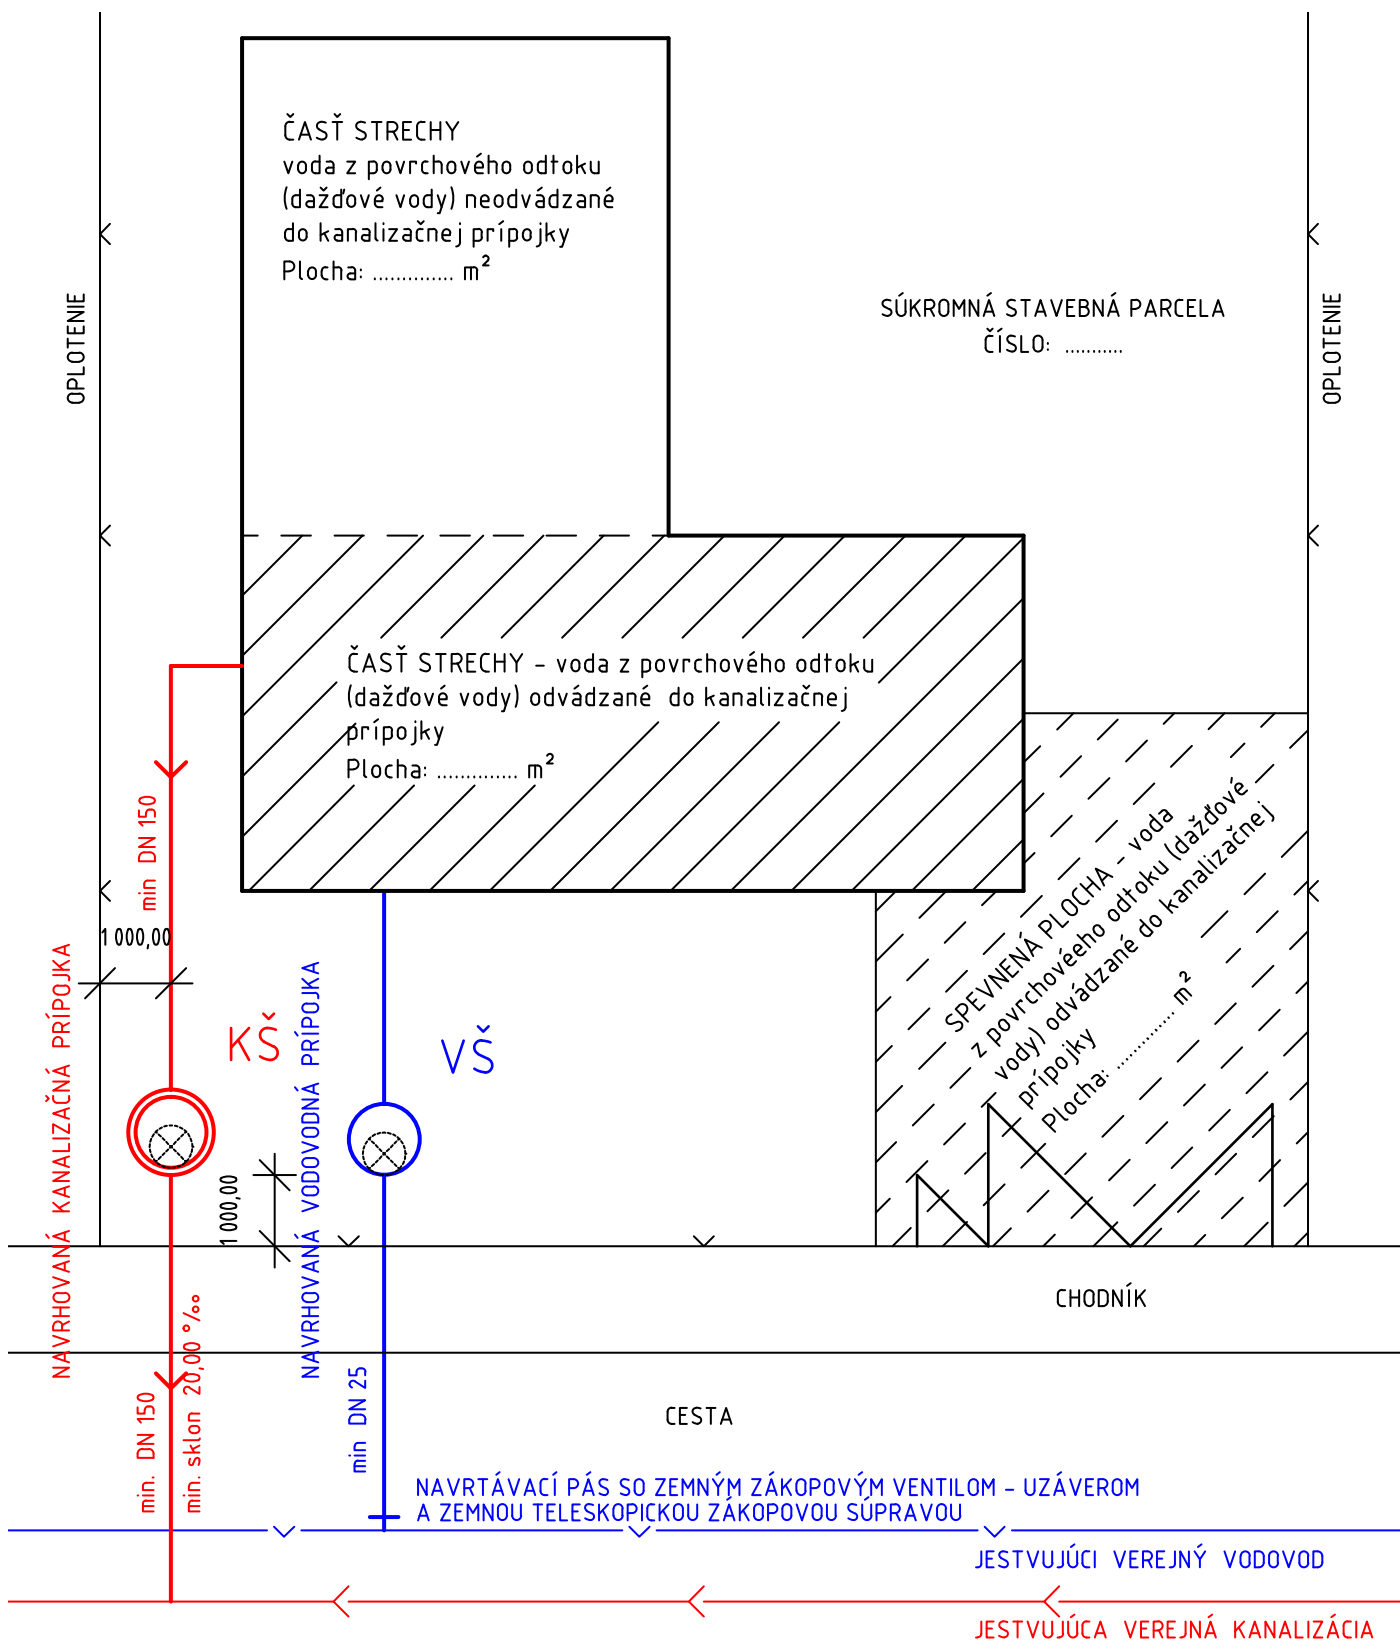 ČASŤ STRECHY
voda z povrchového odtoku
(dažďové vody) neodvádzané
do kanalizačnej prípojky
Plocha: .............. m²
OPLOTENIE
SÚKROMNÁ STAVEBNÁ PARCELA
ČÍSLO: ...........
OPLOTENIE
ČASŤ STRECHY - voda z povrchového odtoku
(dažďové vody) odvádzané do kanalizačnej
prípojky
Plocha: .............. m²
min DN 150
1 000,00
SPEVNENÁ PLOCHA - voda
z povrchovéeho odtoku (dažďové
vody) odvádzané do kanalizačnej
prípojky
Plocha: ........... m²
NAVRHOVANÁ KANALIZAČNÁ PRÍPOJKA
KŠ
NAVRHOVANÁ VODOVODNÁ PRÍPOJKA
VŠ
1 000,00
CHODNÍK
min. DN 150
min. sklon 20,00 °/₀₀
min DN 25
CESTA
NAVRTÁVACÍ PÁS SO ZEMNÝM ZÁKOPOVÝM VENTILOM - UZÁVEROM
A ZEMNOU TELESKOPICKOU ZÁKOPOVOU SÚPRAVOU
JESTVUJÚCI VEREJNÝ VODOVOD
JESTVUJÚCA VEREJNÁ KANALIZÁCIA